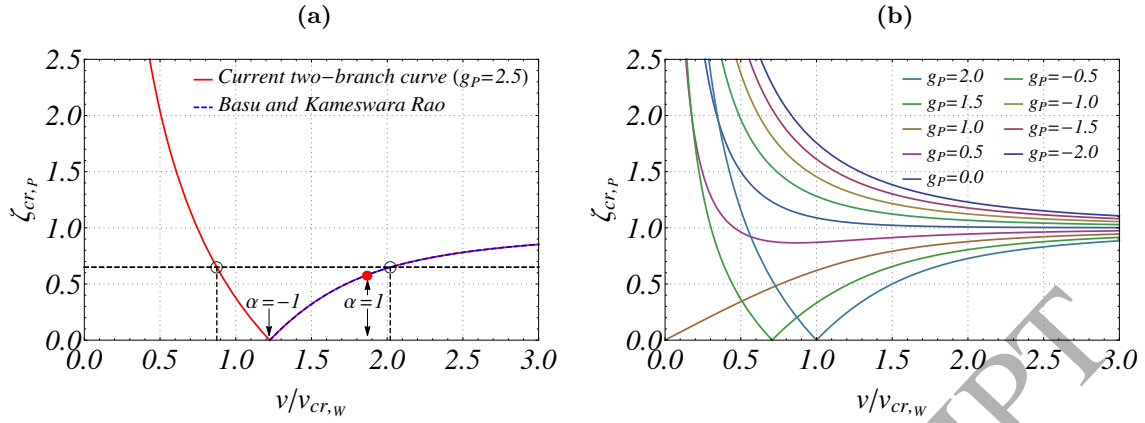 (a)
2.5
2.0
1.5
1.0
0.5
0.0
ζcr,P
Current two-branch curve (gP=2.5)
Basu and Kameswara Rao
α=−1
α=1
0.0 0.5 1.0 1.5 2.0 2.5 3.0
v/vcr,W
(b)
2.5
2.0
1.5
1.0
0.5
0.0
ζcr,P
gP=2.0 gP=−0.5
gP=1.5 gP=−1.0
gP=1.0 gP=−1.5
gP=0.5 gP=−2.0
gP=0.0
0.0 0.5 1.0 1.5 2.0 2.5 3.0
v/vcr,W
IPT